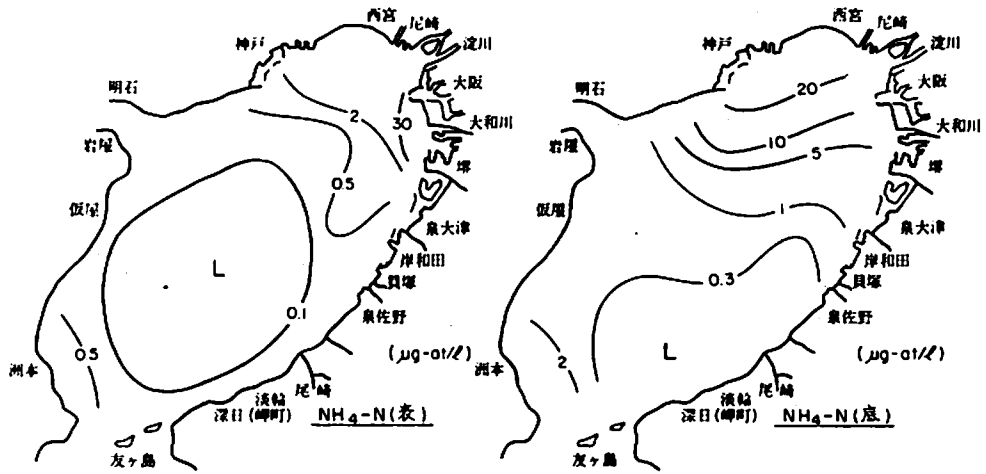 西宮
尼崎
神戸
淀川
明石
大阪
大和川
岩屋
堺
仮屋
泉大津
岸和田
貝塚
泉佐野
洲本
尾崎
淡輪
深日(岬町)
友ヶ島
2
30
0.5
L
0.1
0.5
(μg-at/ℓ)
NH4-N(表)
西宮
尼崎
神戸
淀川
明石
大阪
大和川
岩屋
堺
仮屋
泉大津
岸和田
貝塚
泉佐野
洲本
尾崎
淡輪
深日(岬町)
友ヶ島
20
10
5
1
0.3
L
2
(μg-at/ℓ)
NH4-N(底)